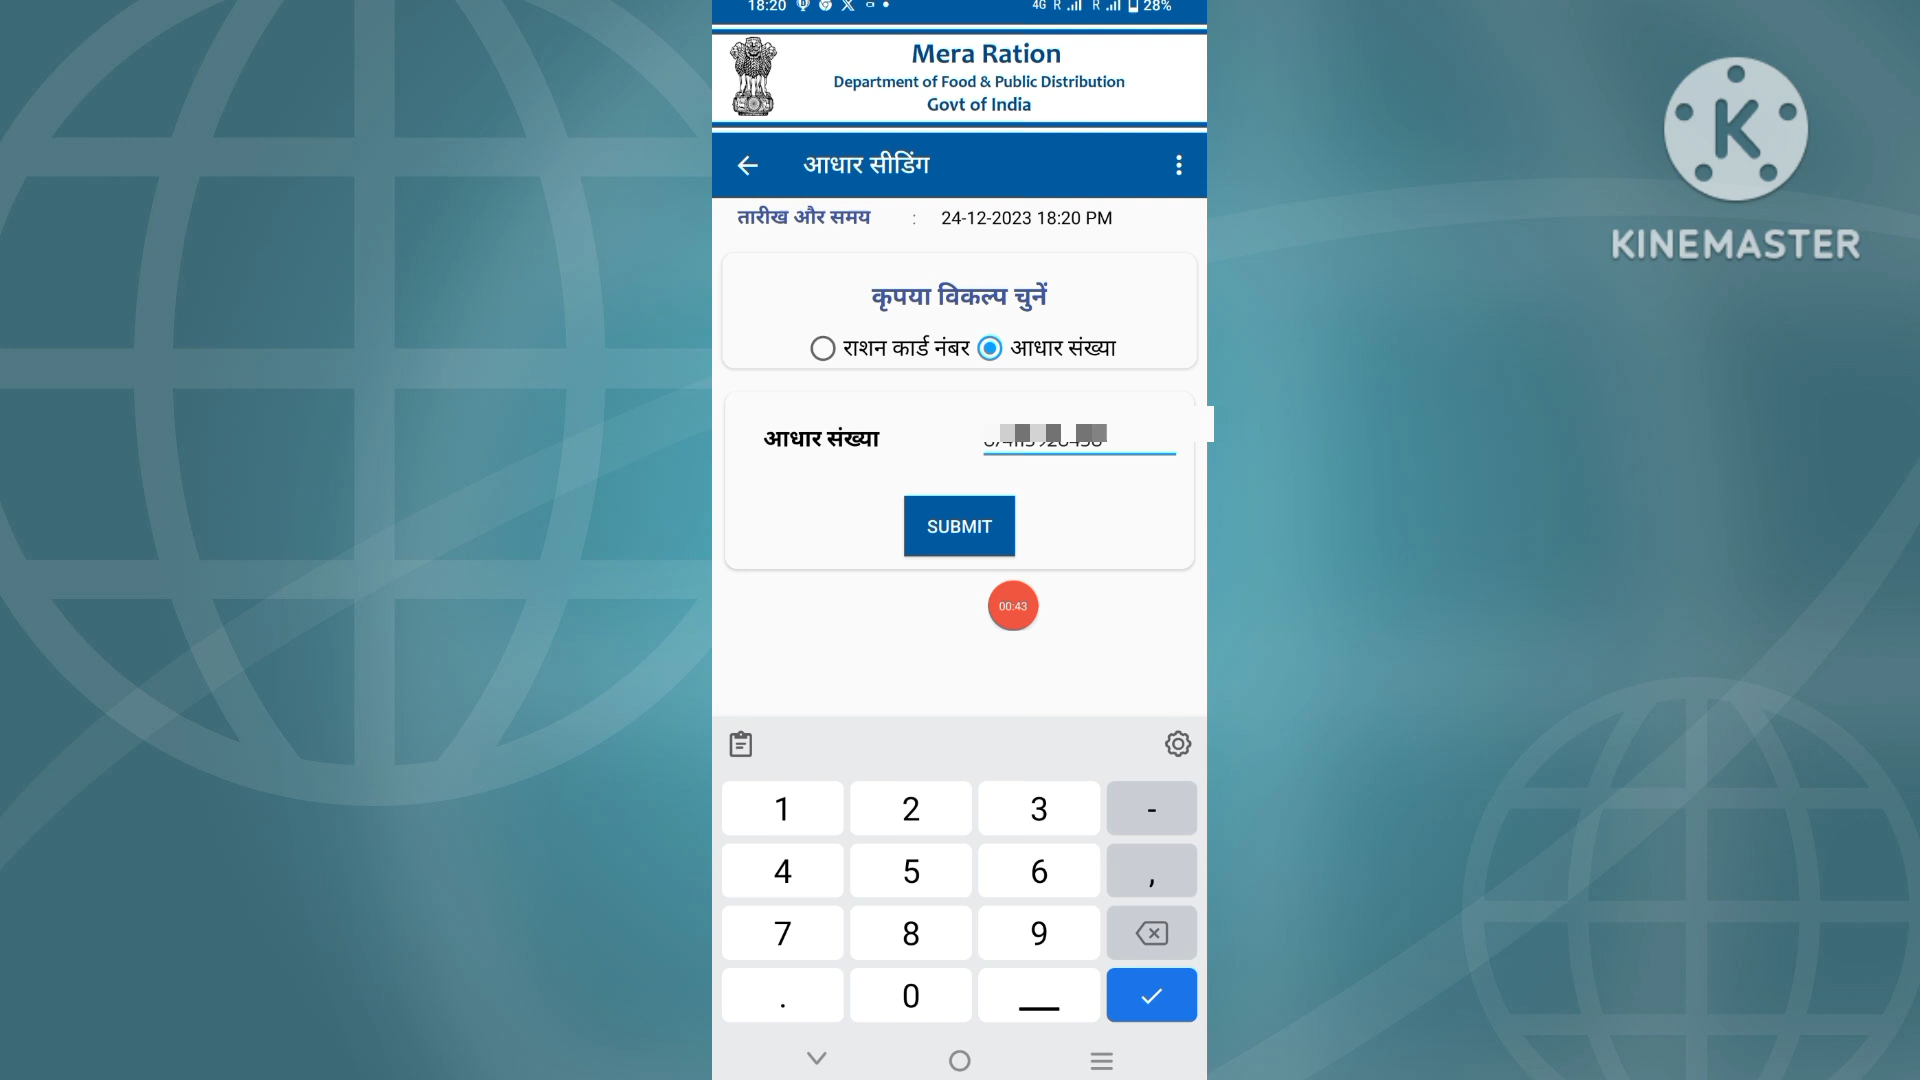 18:20 4G R R 28%
Mera Ration
Department of Food & Public Distribution
Govt of India
आधार सीडिंग
तारीख और समय : 24-12-2023 18:20 PM
कृपया विकल्प चुनें
राशन कार्ड नंबर आधार संख्या
आधार संख्या
SUBMIT
00:43
1 2 3 -
4 5 6 ,
7 8 9
. 0
K
KINEMASTER